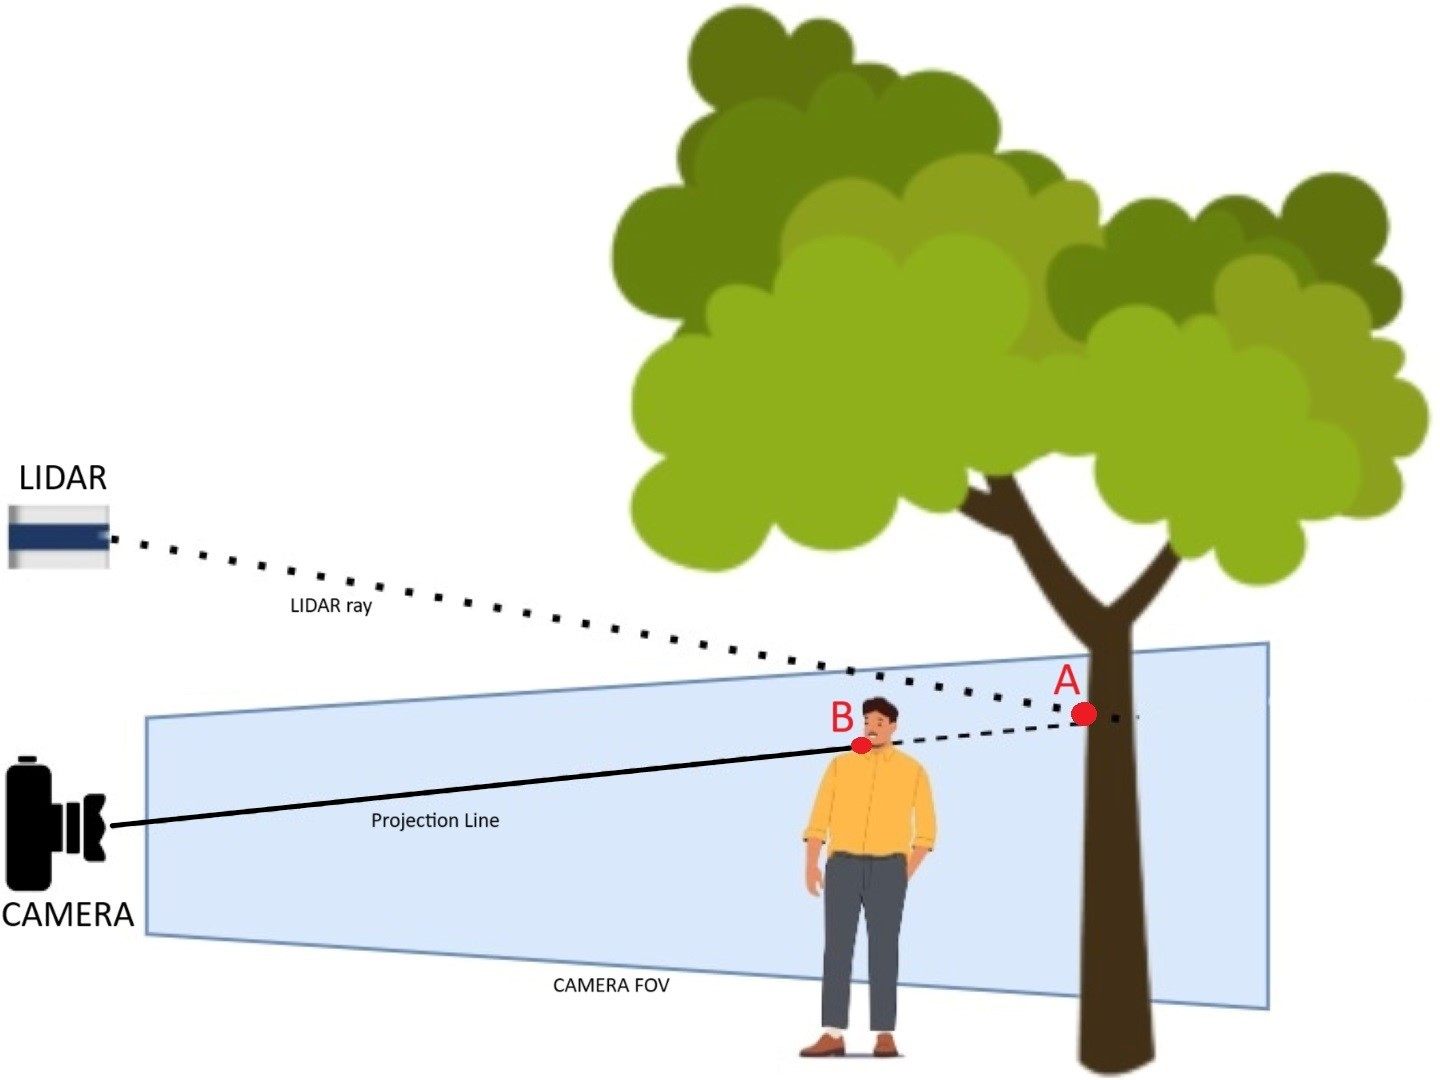 LIDAR
LIDAR ray
A
B
Projection Line
CAMERA
CAMERA FOV